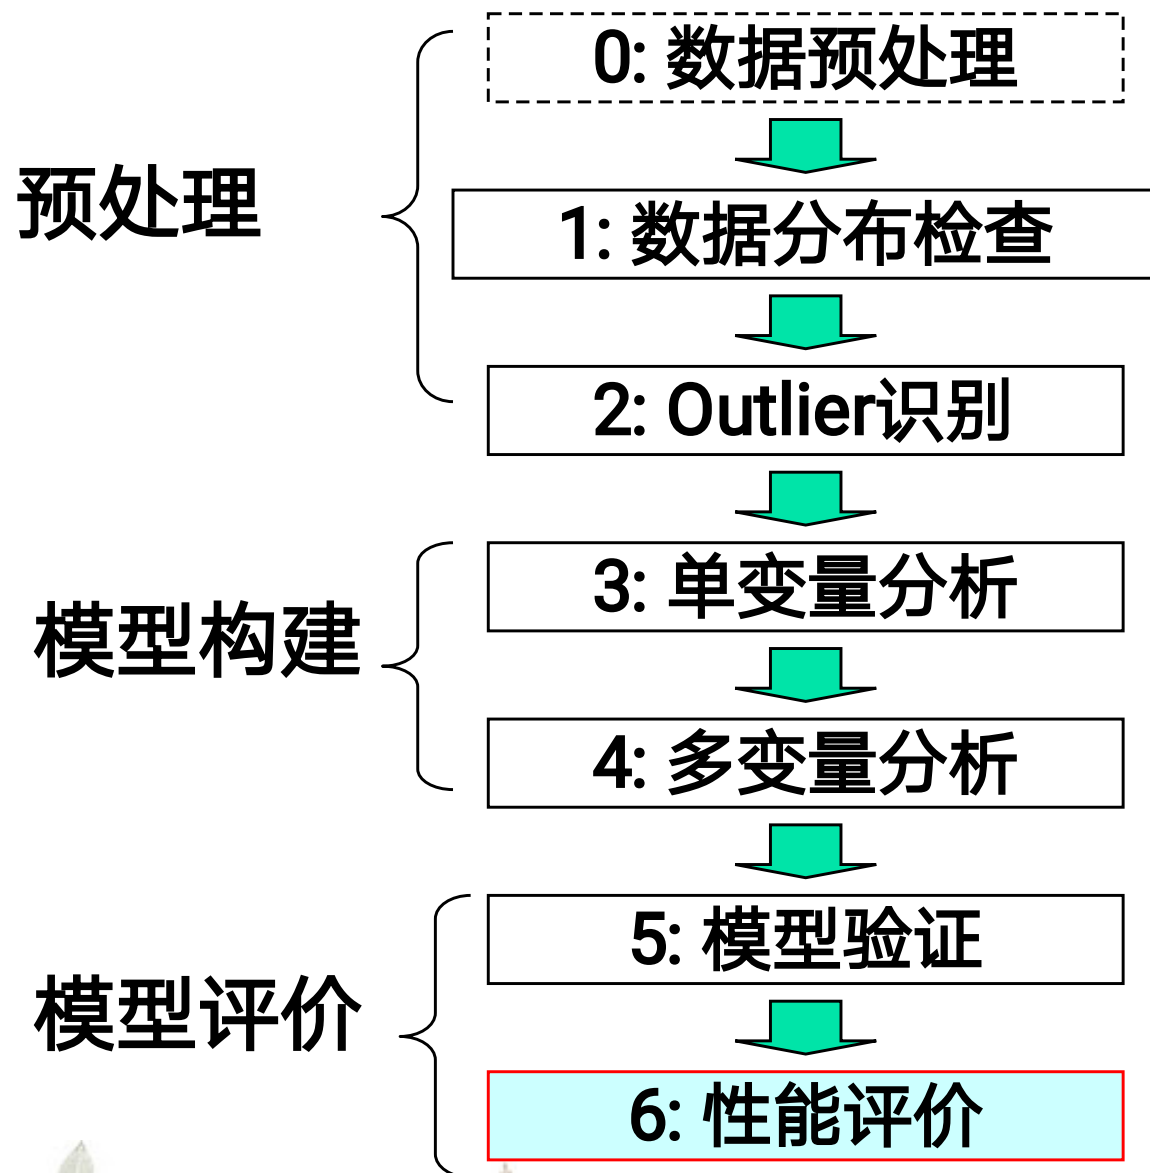 0: 数据预处理
预处理
1: 数据分布检查
2: Outlier识别
3: 单变量分析
模型构建
4: 多变量分析
5: 模型验证
模型评价
6: 性能评价